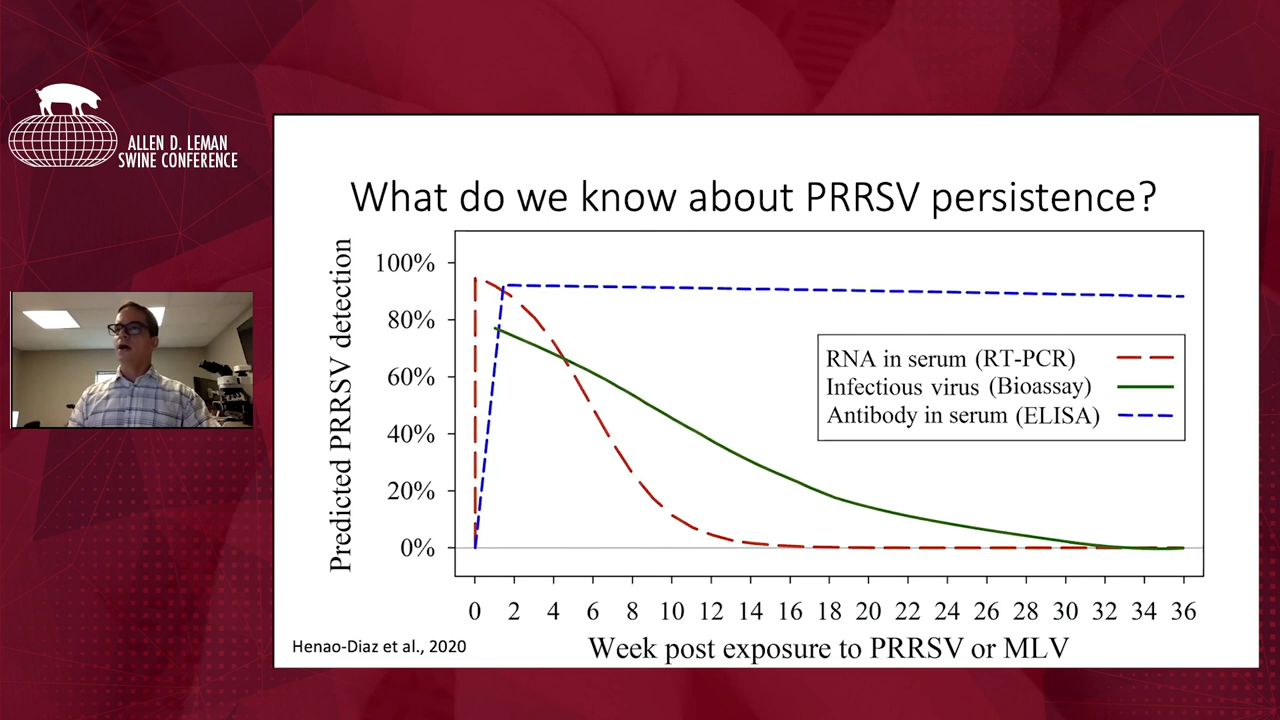 ALLEN D. LEMAN
SWINE CONFERENCE
What do we know about PRRSV persistence?
Predicted PRRSV detection
100%
80%
60%
40%
20%
0%
RNA in serum (RT-PCR)
Infectious virus (Bioassay)
Antibody in serum (ELISA)
0 2 4 6 8 10 12 14 16 18 20 22 24 26 28 30 32 34 36
Week post exposure to PRRSV or MLV
Henao-Diaz et al., 2020